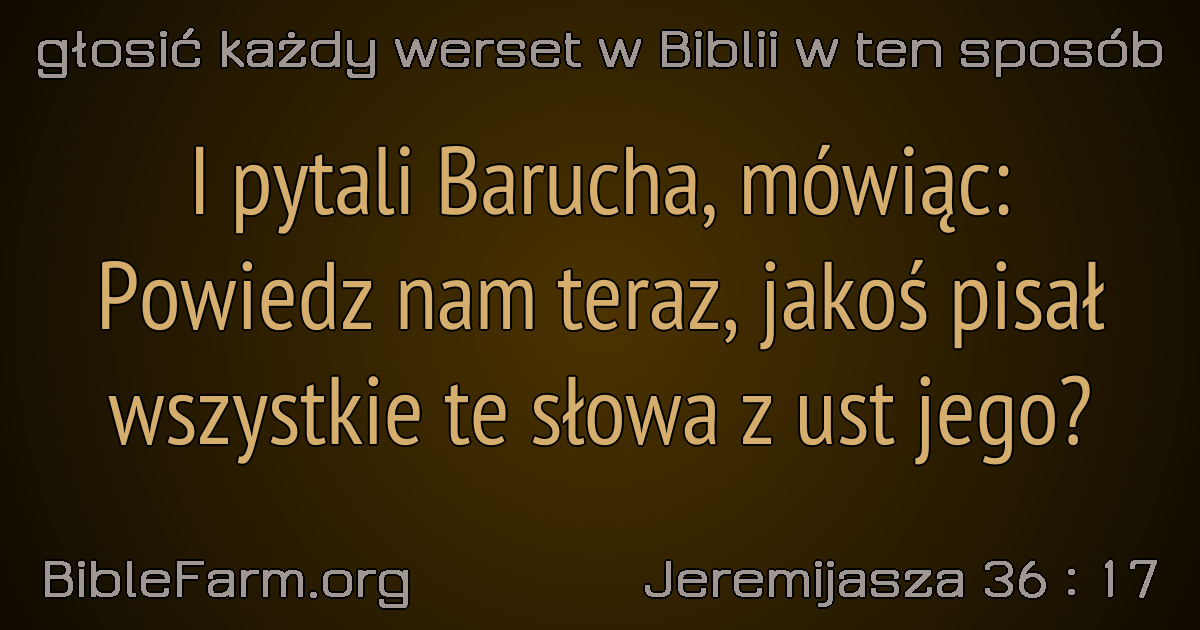 głosić każdy werset w Biblii w ten sposób
I pytali Barucha, mówiąc:
Powiedz nam teraz, jakoś pisał
wszystkie te słowa z ust jego?
BibleFarm.org
Jeremijasza 36 : 17